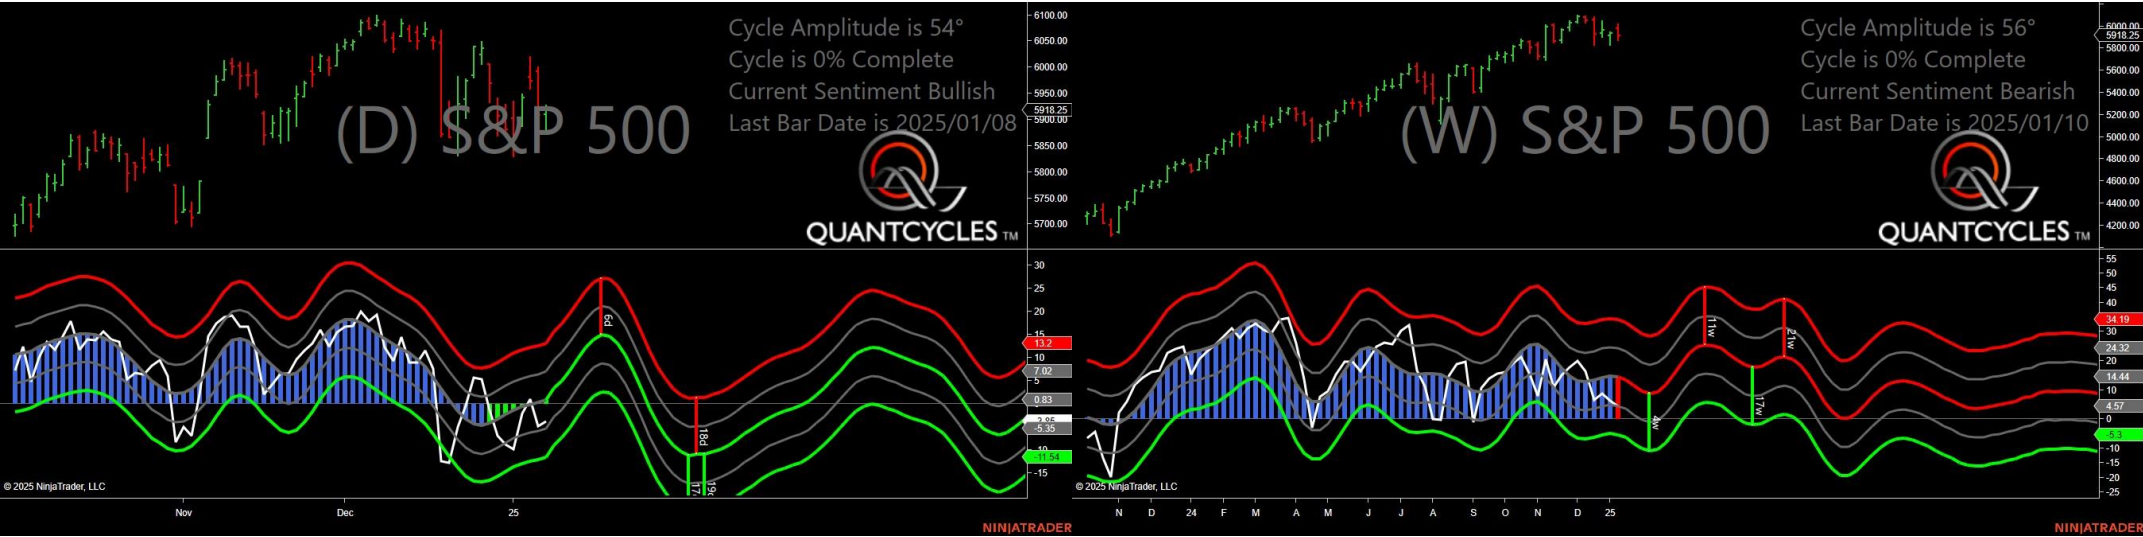 Cycle Amplitude is 54°
Cycle is 0% Complete
Current Sentiment Bullish
Last Bar Date is 2025/01/08
(D) S&P 500
QUANTCYCLES TM
6100.00
6050.00
6000.00
5950.00
5918.25
5900.00
5850.00
5800.00
5750.00
5700.00
30
25
20
15
13.2
10
7.02
5
0.83
-5.35
-10
-11.54
-15
6d
18d
© 2025 NinjaTrader, LLC
Nov
Dec
25
NINJATRADER
Cycle Amplitude is 56°
Cycle is 0% Complete
Current Sentiment Bearish
Last Bar Date is 2025/01/10
(W) S&P 500
QUANTCYCLES TM
6000.00
5918.25
5800.00
5600.00
5400.00
5200.00
5000.00
4800.00
4600.00
4400.00
4200.00
55
50
45
40
34.19
30
24.32
20
14.44
10
4.57
0
-5.3
-10
-15
-20
-25
4w
11w
17w
21w
© 2025 NinjaTrader, LLC
N D 24 F M A M J J A S O N D 25
NINJATRADER